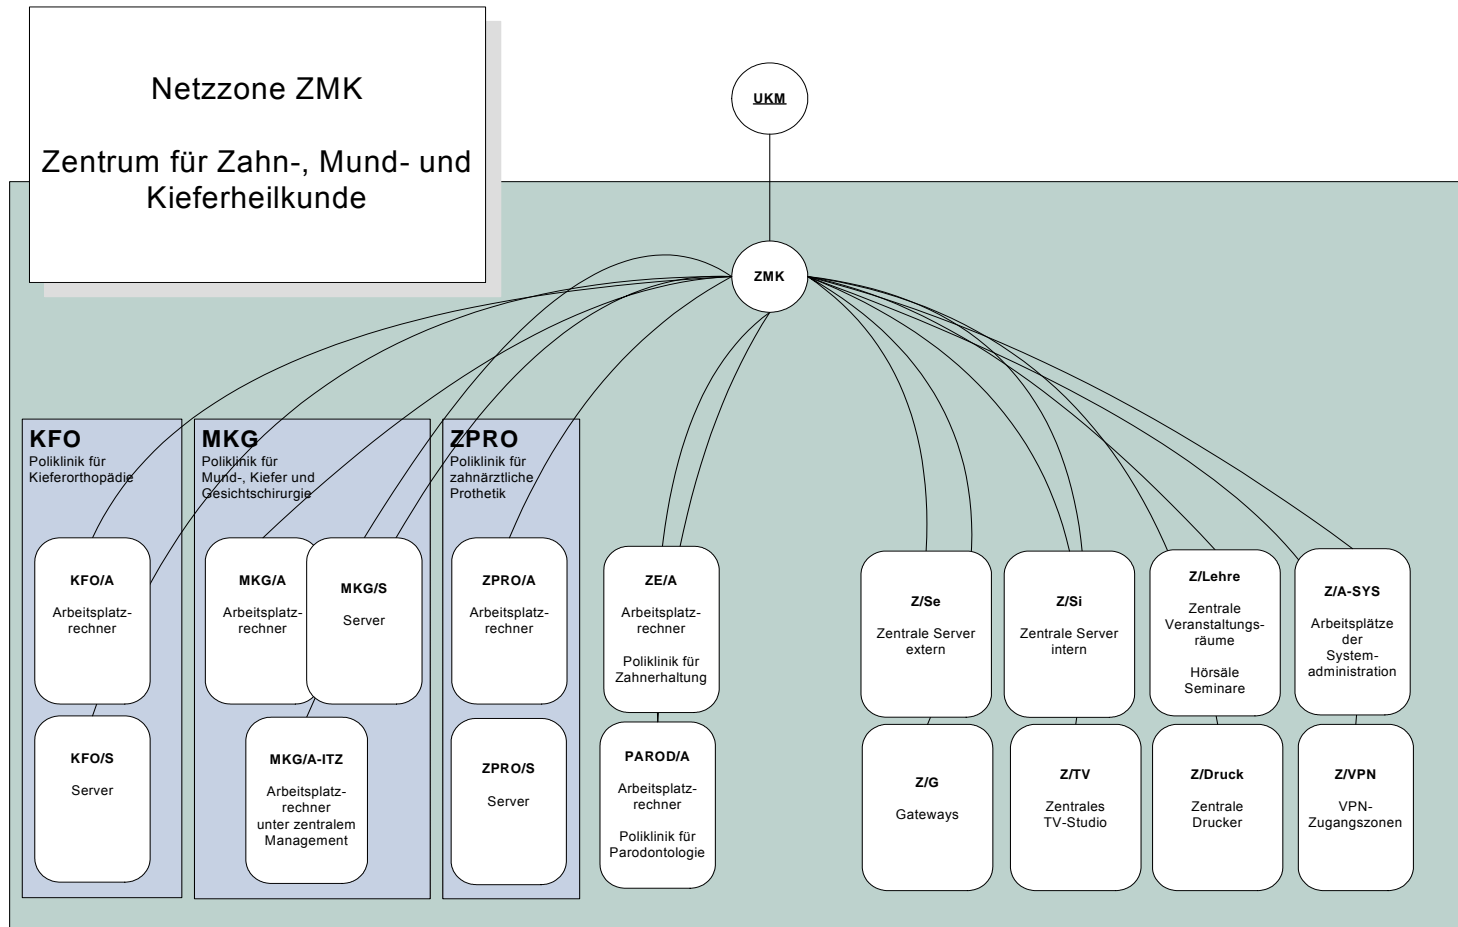 Netzzone ZMK
Zentrum für Zahn-, Mund- und
Kieferheilkunde
UKM
ZMK
KFO
Poliklinik für
Kieferorthopädie
MKG
Poliklinik für
Mund-, Kiefer und
Gesichtschirurgie
ZPRO
Poliklinik für
zahnärztliche
Prothetik
KFO/A
Arbeitsplatz-
rechner
MKG/A
Arbeitsplatz-
rechner
MKG/S
Server
ZPRO/A
Arbeitsplatz-
rechner
ZE/A
Arbeitsplatz-
rechner
Poliklinik für
Zahnerhaltung
Z/Se
Zentrale Server
extern
Z/Si
Zentrale Server
intern
Z/Lehre
Zentrale
Veranstaltungs-
räume
Hörsäle
Seminare
Z/A-SYS
Arbeitsplätze
der
System-
administration
KFO/S
Server
MKG/A-ITZ
Arbeitsplatz-
rechner
unter zentralem
Management
ZPRO/S
Server
PAROD/A
Arbeitsplatz-
rechner
Poliklinik für
Parodontologie
Z/G
Gateways
Z/TV
Zentrales
TV-Studio
Z/Druck
Zentrale
Drucker
Z/VPN
VPN-
Zugangszonen